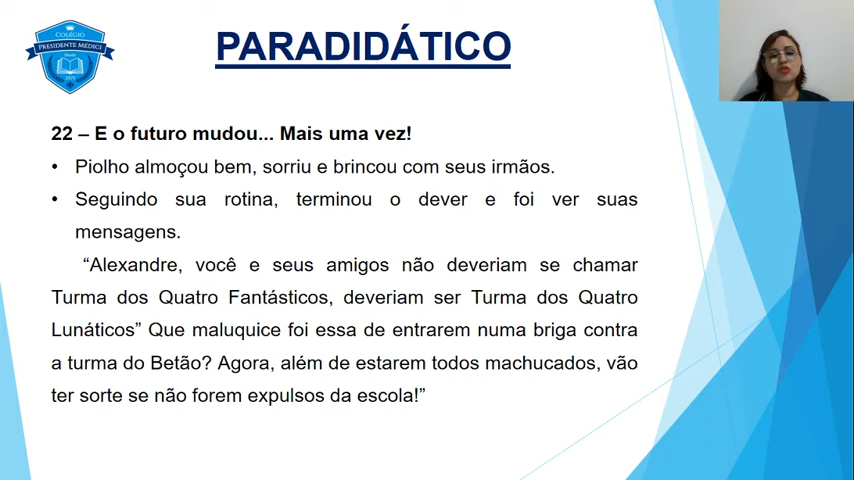 COLÉGIO
PRESIDENTE MÉDICI
Desde
1971
PARADIDÁTICO
22 – E o futuro mudou... Mais uma vez!
• Piolho almoçou bem, sorriu e brincou com seus irmãos.
• Seguindo sua rotina, terminou o dever e foi ver suas
mensagens.
“Alexandre, você e seus amigos não deveriam se chamar
Turma dos Quatro Fantásticos, deveriam ser Turma dos Quatro
Lunáticos” Que maluquice foi essa de entrarem numa briga contra
a turma do Betão? Agora, além de estarem todos machucados, vão
ter sorte se não forem expulsos da escola!”